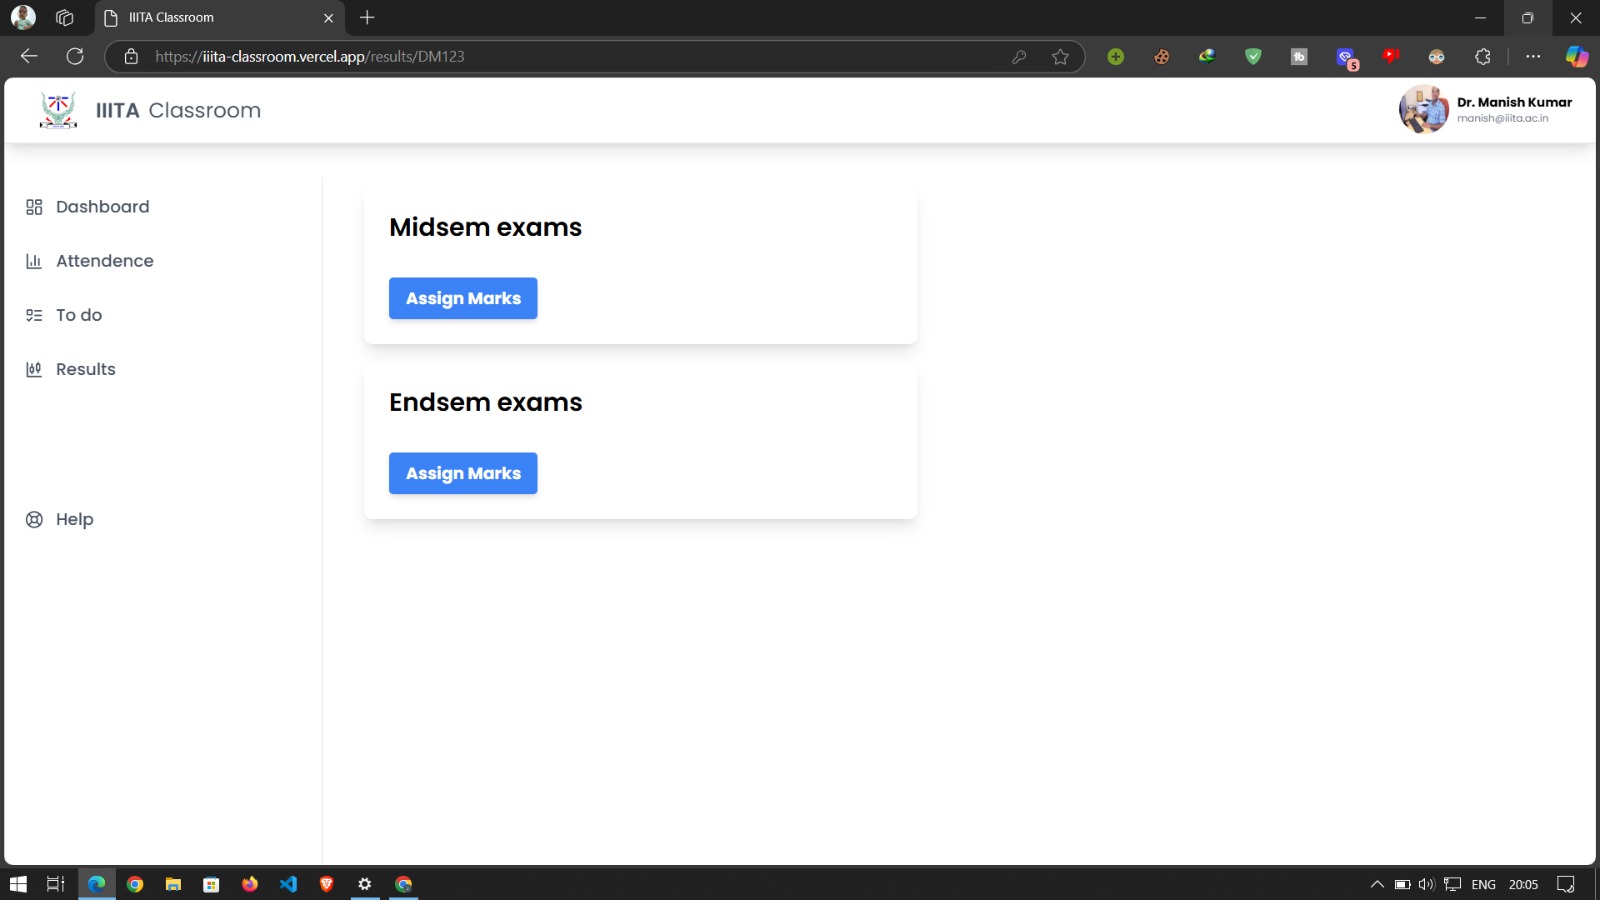 IIITA Classroom
https://iiita-classroom.vercel.app/results/DM123
tb
5
IIITA Classroom
Dr. Manish Kumar
manish@iiita.ac.in
Dashboard
Attendence
To do
Results
Help
Midsem exams
Assign Marks
Endsem exams
Assign Marks
ENG
20:05